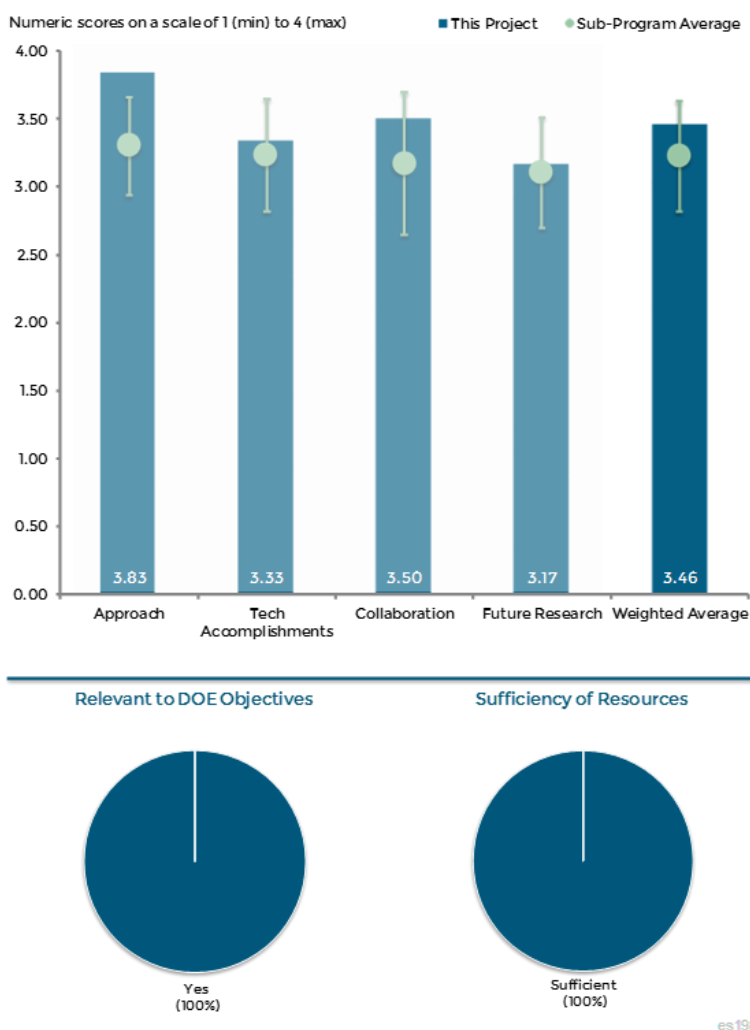 Numeric scores on a scale of 1 (min) to 4 (max)
This Project
Sub-Program Average
4.00
3.50
3.00
2.50
2.00
1.50
1.00
0.50
0.00
3.83
3.33
3.50
3.17
3.46
Approach
Tech Accomplishments
Collaboration
Future Research
Weighted Average
Relevant to DOE Objectives
Sufficiency of Resources
Yes
(100%)
Sufficient
(100%)